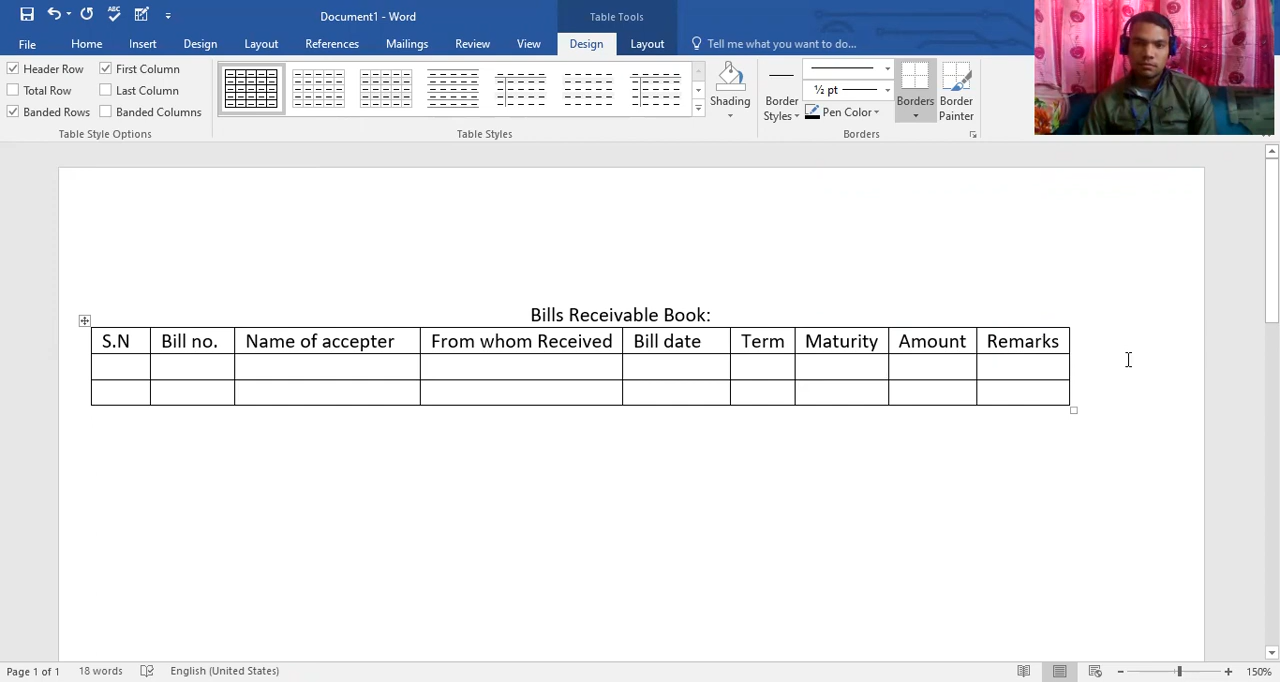 ABC
Document1 - Word
Table Tools
File Home Insert Design Layout References Mailings Review View Design Layout Tell me what you want to do...
Header Row First Column
Total Row Last Column
Banded Rows Banded Columns
Table Style Options
Table Styles
Shading
Border
Styles
½ pt
Pen Color
Borders
Border
Painter
Borders
Bills Receivable Book:
S.N Bill no. Name of accepter From whom Received Bill date Term Maturity Amount Remarks
Page 1 of 1 18 words English (United States) 150%